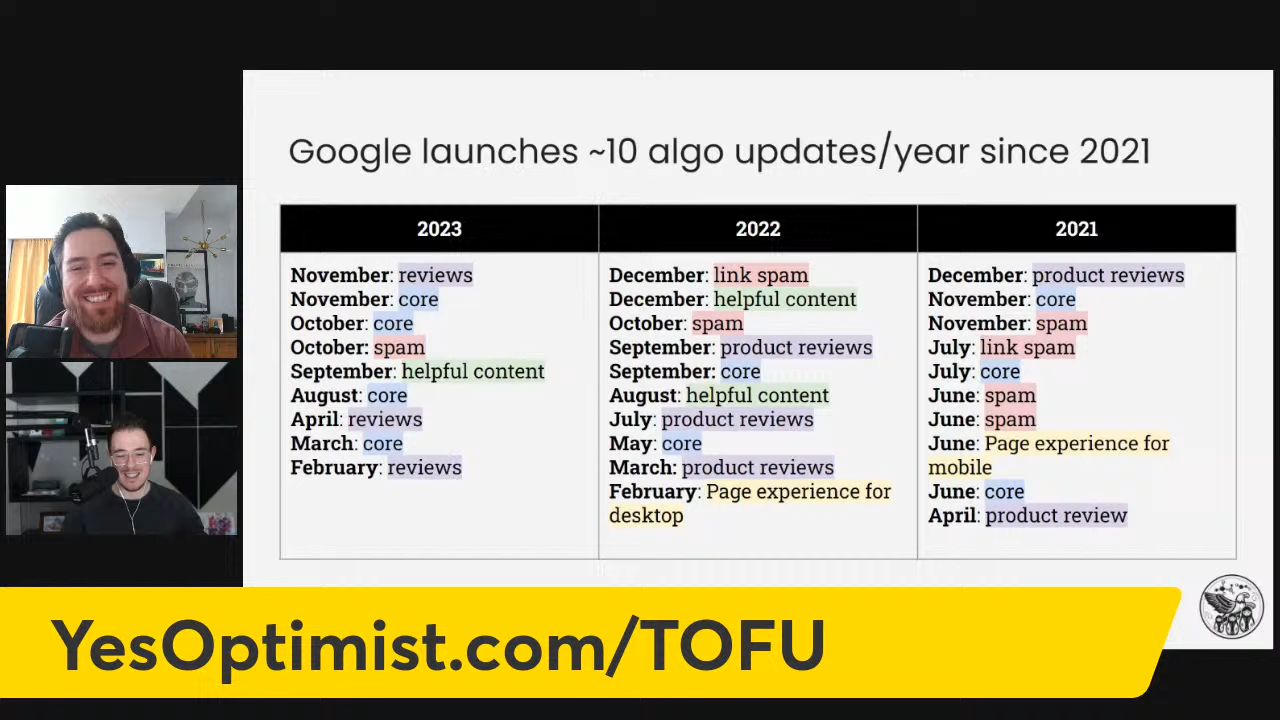 Google launches ~10 algo updates/year since 2021
2023
November: reviews
November: core
October: core
October: spam
September: helpful content
August: core
April: reviews
March: core
February: reviews
2022
December: link spam
December: helpful content
October: spam
September: product reviews
September: core
August: helpful content
July: product reviews
May: core
March: product reviews
February: Page experience for
desktop
2021
December: product reviews
November: core
November: spam
July: link spam
July: core
June: spam
June: spam
June: Page experience for
mobile
June: core
April: product review
YesOptimist.com/TOFU